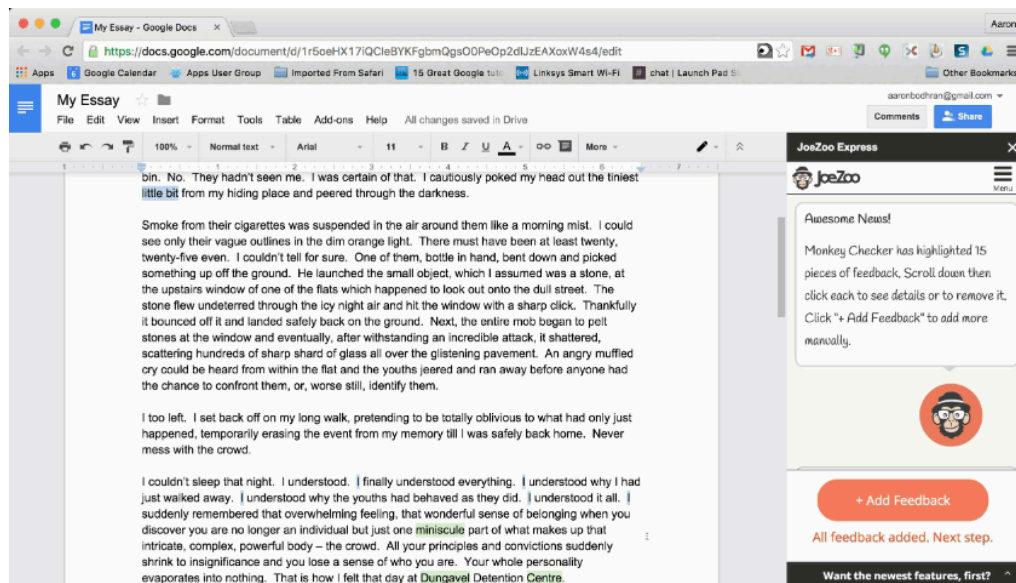 My Essay - Google Docs
Aaron
https://docs.google.com/document/d/1r5oeHX17iQCIeBYKFgbmQgsO0PeOp2dIJzEAXoxW4s4/edit
Apps Google Calendar Apps User Group Imported From Safari 15 Great Google Linksys Smart Wi-Fi chat | Launch Pad Other Bookmarks
aaronbodhran@gmail.com
My Essay
Comments Share
File Edit View Insert Format Tools Table Add-ons Help All changes saved in Drive
100% Normal text Arial 11 B I U A More
JoeZoo Express
bin. No. They hadn't seen me. I was certain of that. I cautiously poked my head out the tiniest
little bit from my hiding place and peered through the darkness.
Smoke from their cigarettes was suspended in the air around them like a morning mist. I could
see only their vague outlines in the dim orange light. There must have been at least twenty,
twenty-five even. I couldn't tell for sure. One of them, bottle in hand, bent down and picked
something up off the ground. He launched the small object, which I assumed was a stone, at
the upstairs window of one of the flats which happened to look out onto the dull street. The
stone flew undeterred through the icy night air and hit the window with a sharp click. Thankfully
it bounced off it and landed safely back on the ground. Next, the entire mob began to pelt
stones at the window and eventually, after withstanding an incredible attack, it shattered,
scattering hundreds of sharp shard of glass all over the glistening pavement. An angry muffled
cry could be heard from within the flat and the youths jeered and ran away before anyone had
the chance to confront them, or, worse still, identify them.
I too left. I set back off on my long walk, pretending to be totally oblivious to what had only just
happened, temporarily erasing the event from my memory till I was safely back home. Never
mess with the crowd.
I couldn't sleep that night. I understood. I finally understood everything. I understood why I had
just walked away. I understood why the youths had behaved as they did. I understood it all. I
suddenly remembered that overwhelming feeling, that wonderful sense of belonging when you
discover you are no longer an individual but just one miniscule part of what makes up that
intricate, complex, powerful body – the crowd. All your principles and convictions suddenly
shrink to insignificance and you lose a sense of who you are. Your whole personality
evaporates into nothing. That is how I felt that day at Dungavel Detention Centre.
JoeZoo
Menu
Awesome News!
Monkey Checker has highlighted 15
pieces of feedback. Scroll down then
click each to see details or to remove it.
Click "+ Add Feedback" to add more
manually.
+ Add Feedback
All feedback added. Next step.
Want the newest features, first?